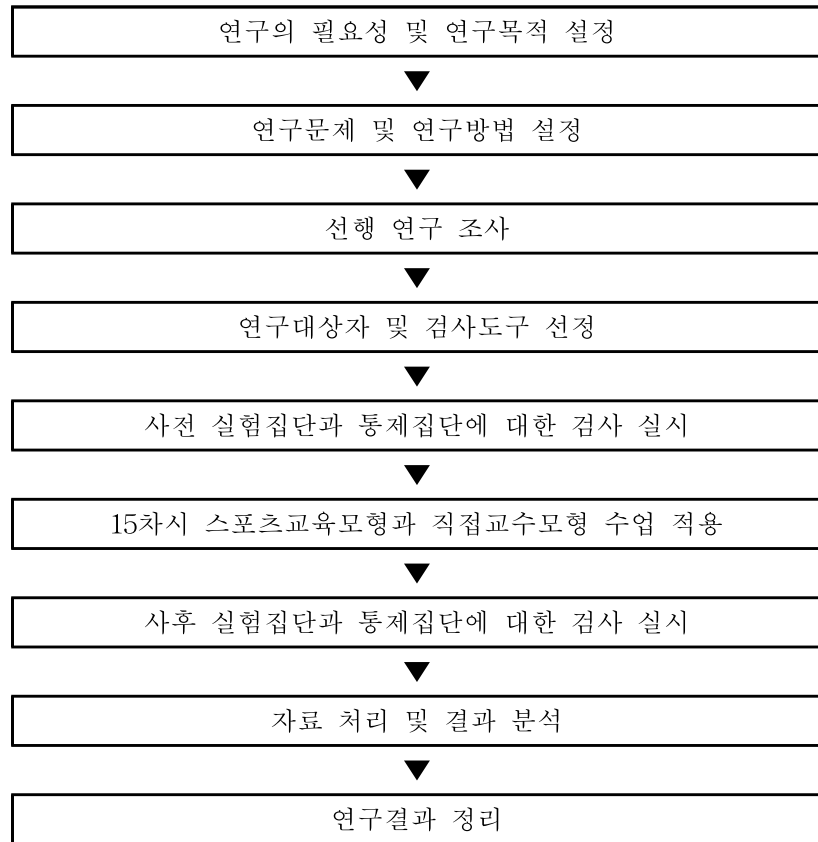 연구의 필요성 및 연구목적 설정
연구문제 및 연구방법 설정
선행 연구 조사
연구대상자 및 검사도구 선정
사전 실험집단과 통제집단에 대한 검사 실시
15차시 스포츠교육모형과 직접교수모형 수업 적용
사후 실험집단과 통제집단에 대한 검사 실시
자료 처리 및 결과 분석
연구결과 정리